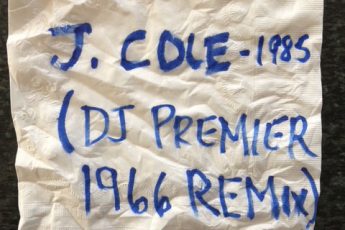 J. COLE - 1985
(DJ PREMIER
1966 REMIX)